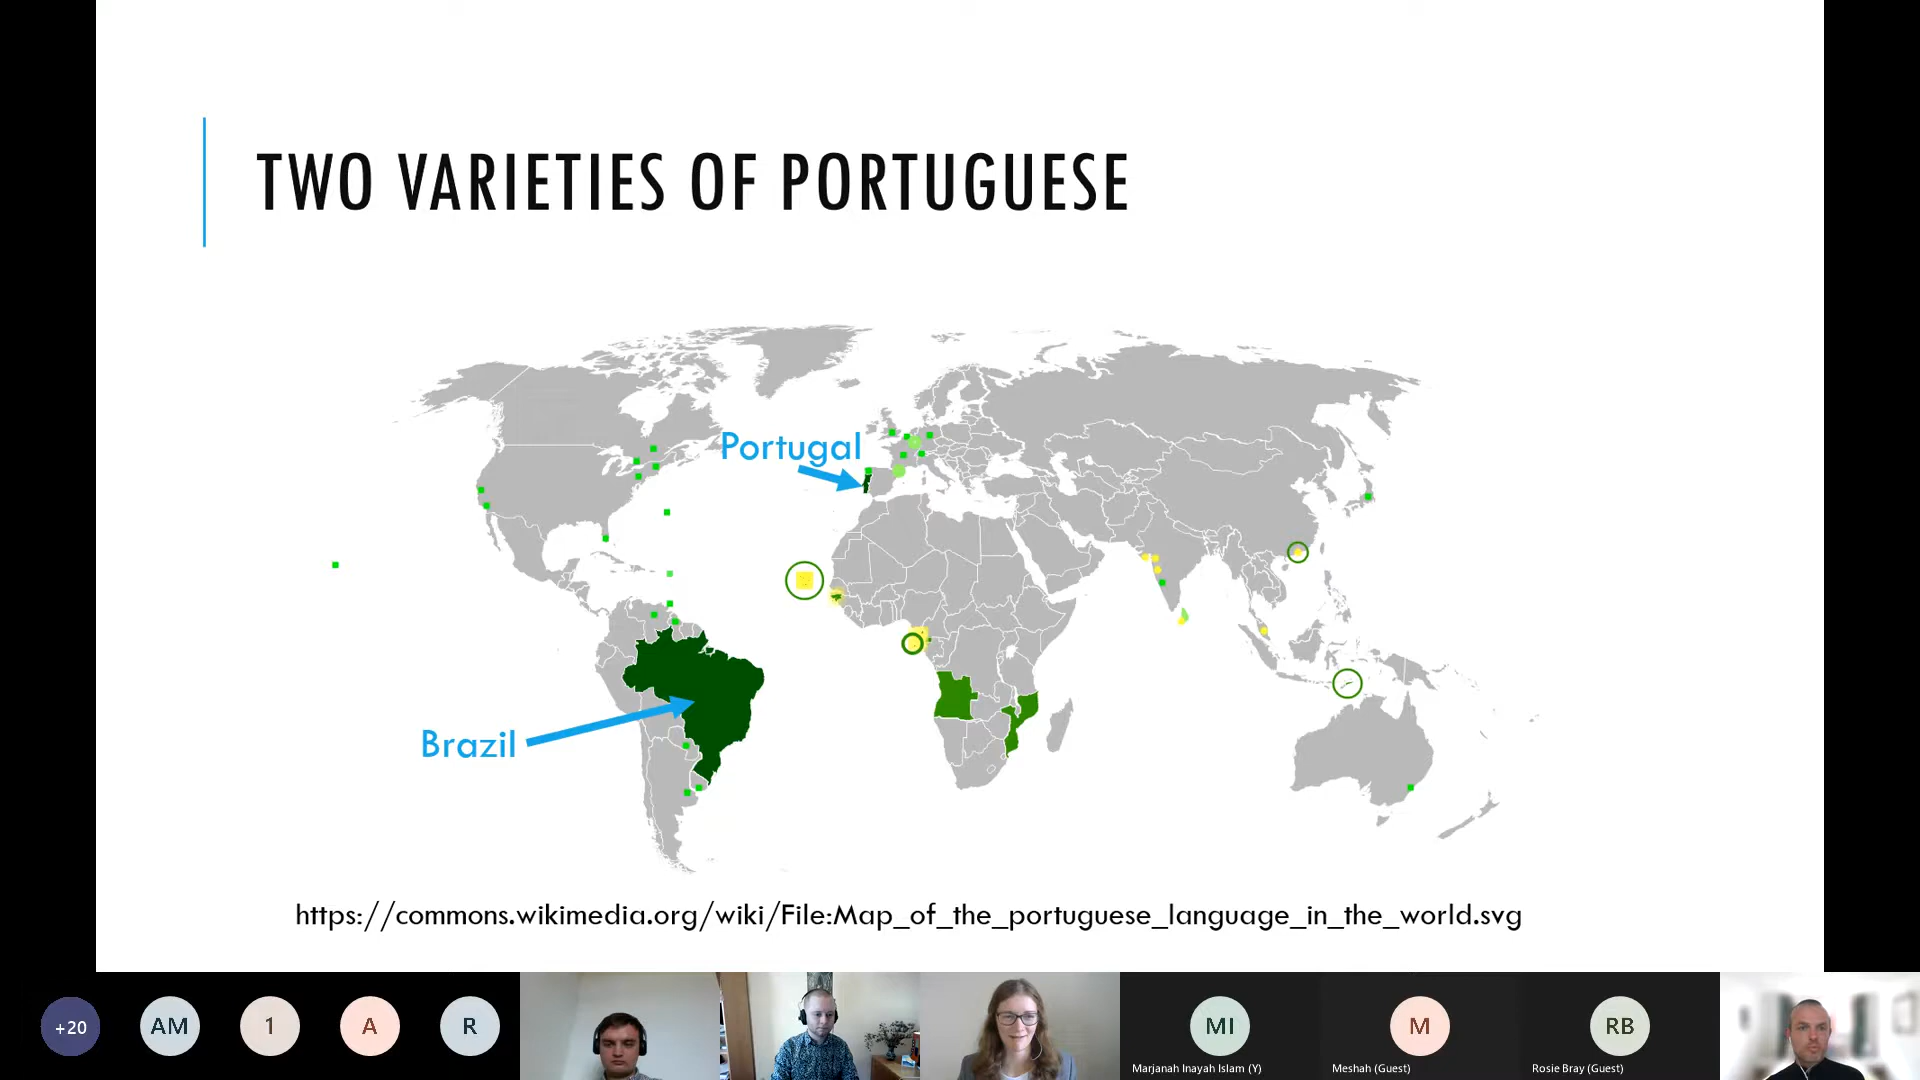 TWO VARIETIES OF PORTUGUESE
Portugal
Brazil
https://commons.wikimedia.org/wiki/File:Map_of_the_portuguese_language_in_the_world.svg
+20
AM
1
A
R
MI
Marjanah Inayah Islam (Y)
M
Meshah (Guest)
RB
Rosie Bray (Guest)